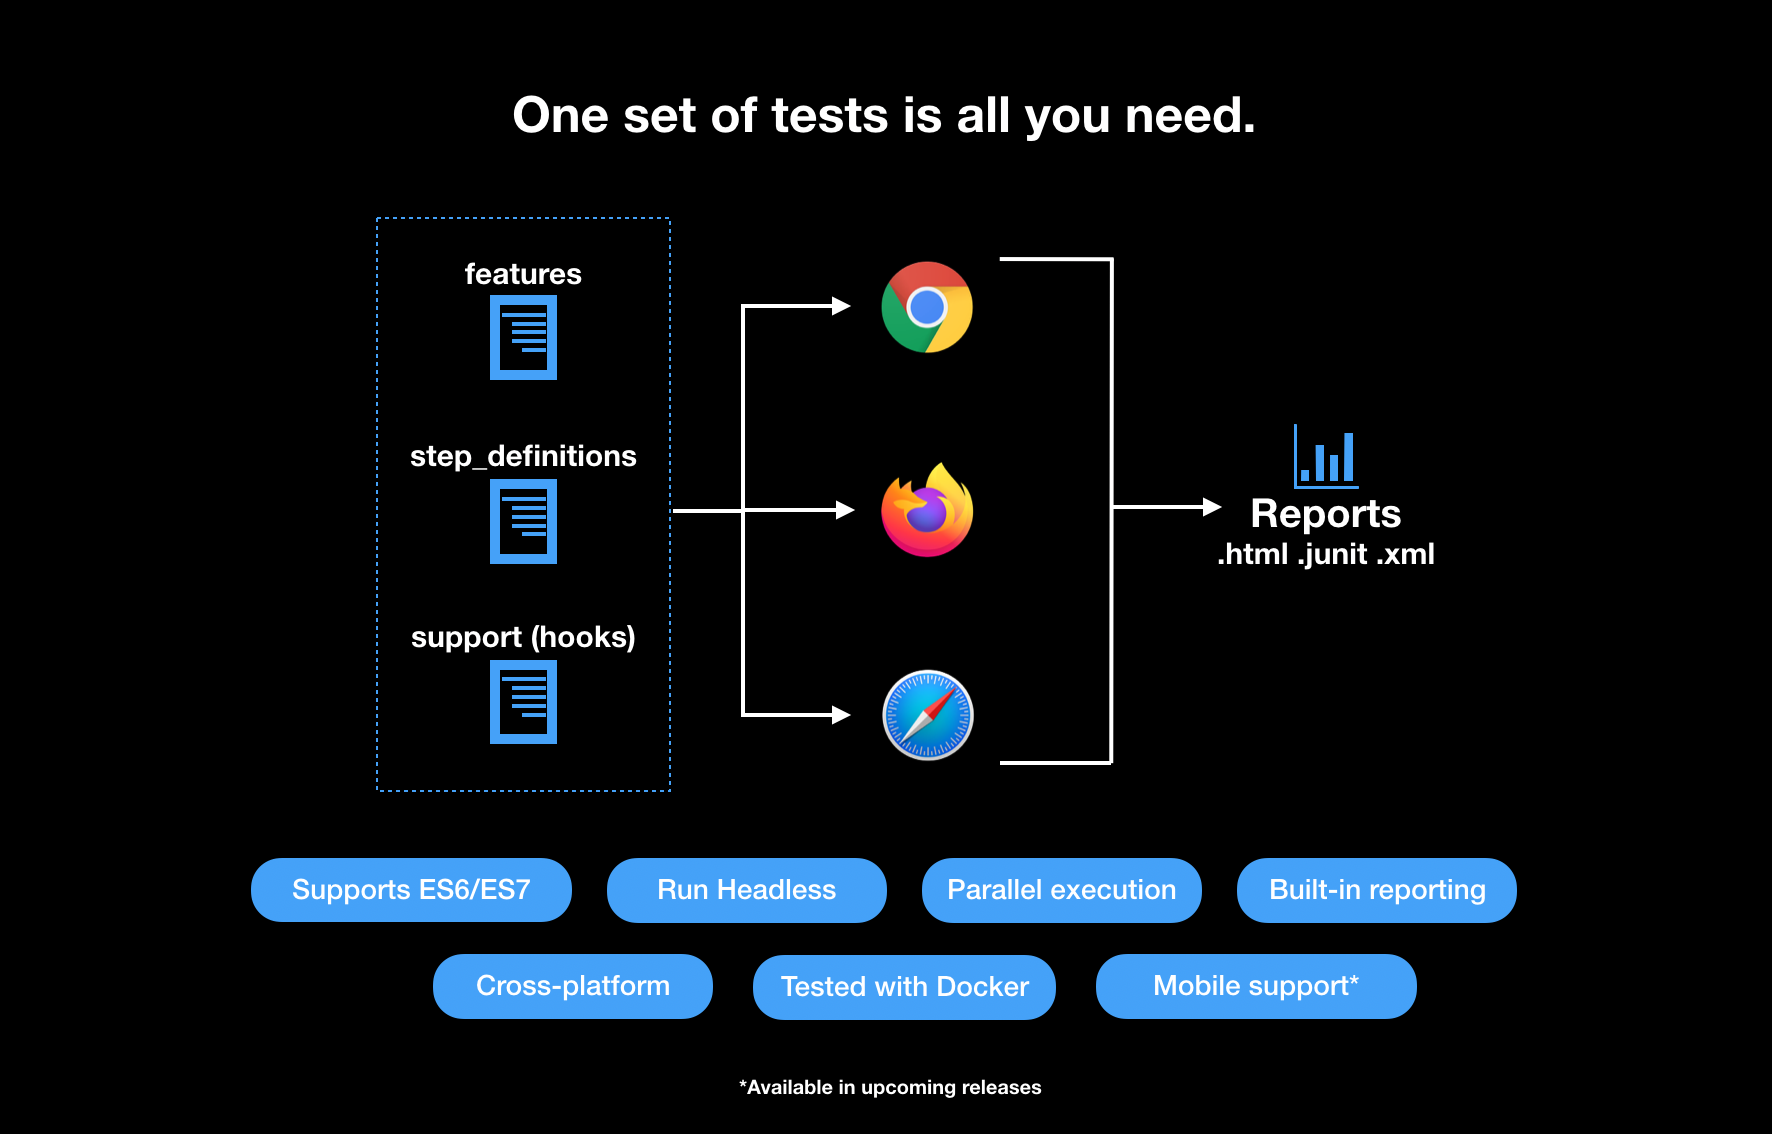 One set of tests is all you need.
features
step_definitions
support (hooks)
Reports
.html .junit .xml
Supports ES6/ES7
Run Headless
Parallel execution
Built-in reporting
Cross-platform
Tested with Docker
Mobile support*
*Available in upcoming releases